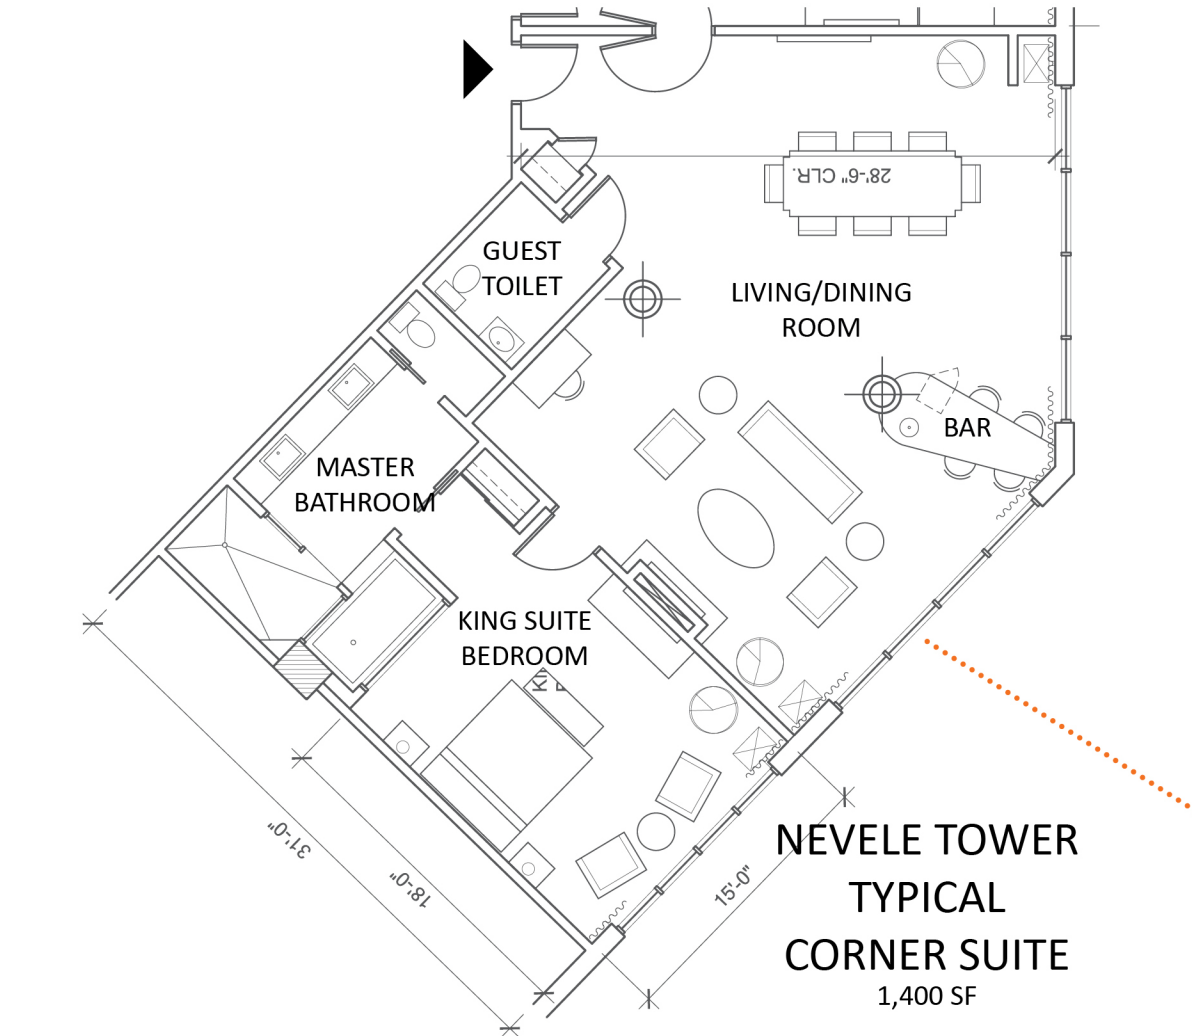 28'-6" CLR.
GUEST
TOILET
LIVING/DINING
ROOM
BAR
MASTER
BATHROOM
KING SUITE
BEDROOM
31'-0"
18'-0"
15'-0"
NEVELE TOWER
TYPICAL
CORNER SUITE
1,400 SF